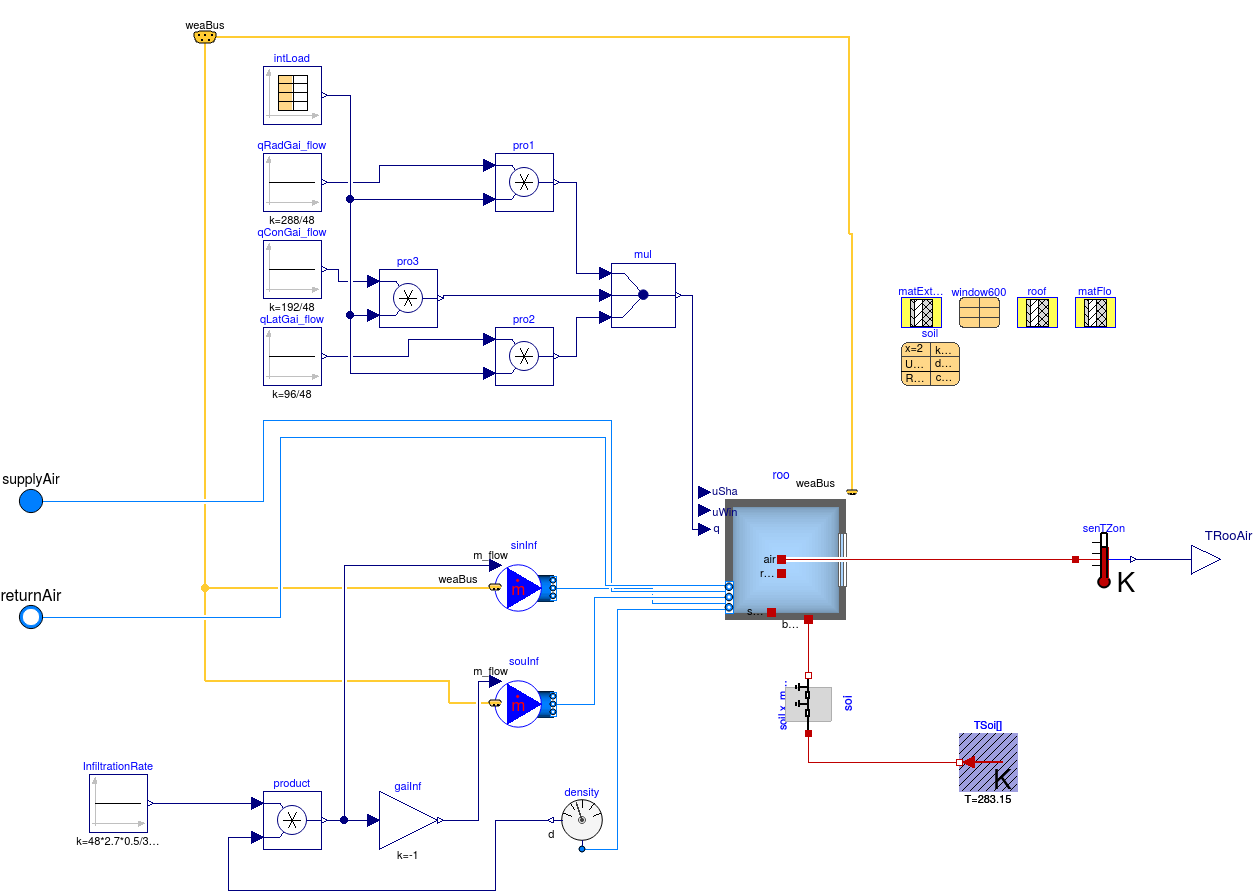 weaBus
intLoad
qRadGai_flow
k=288/48
pro1
qConGai_flow
k=192/48
pro3
mul
qLatGai_flow
k=96/48
pro2
matExt...
window600
roof
matFlo
soil
x=2
k...
U...
d...
R...
c...
supplyAir
returnAir
roo
weaBus
uSha
uWin
q
air
r...
s...
b...
senTZon
K
TRooAir
sinInf
m_flow
weaBus
ṁ
souInf
m_flow
ṁ
soil x_m...
soi
TSoi[]
K
T=283.15
InfiltrationRate
k=48*2.7*0.5/3...
product
gaiInf
k=-1
density
d